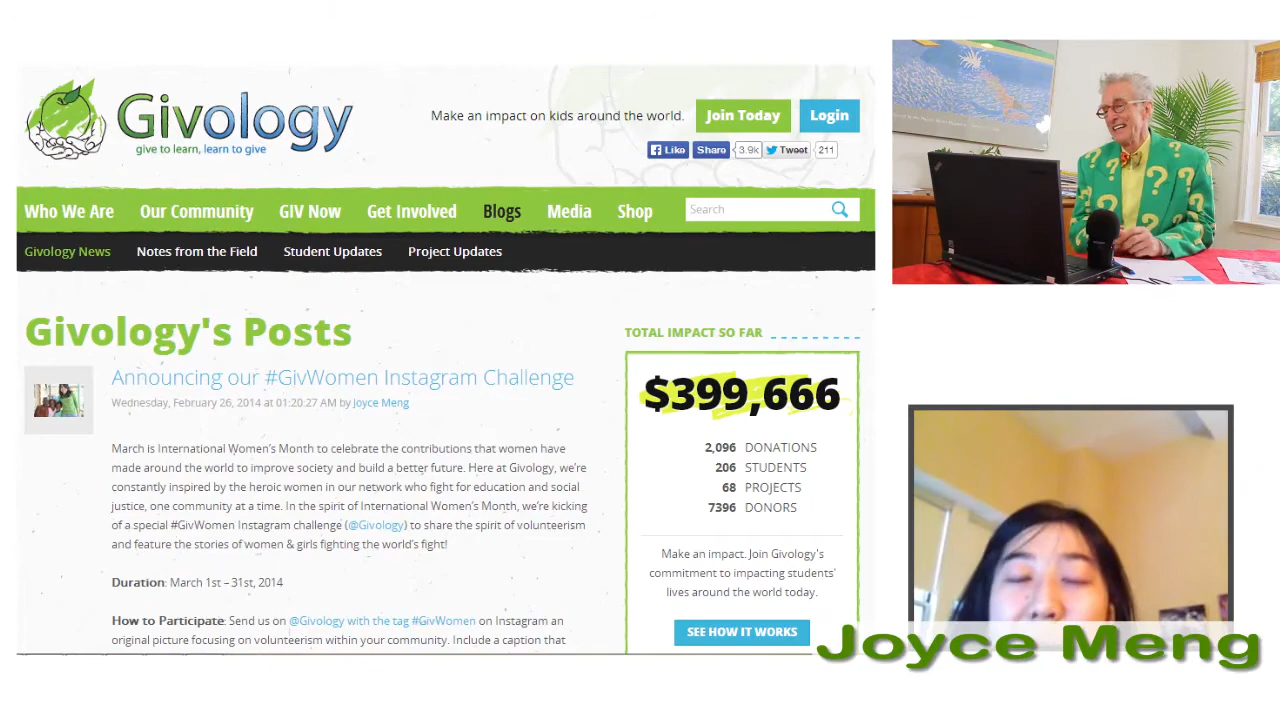 Givology
give to learn, learn to give
Make an impact on kids around the world.
Join Today
Login
Like
Share
3.9k
Tweet
211
Who We Are
Our Community
GIV Now
Get Involved
Blogs
Media
Shop
Search
Givology News
Notes from the Field
Student Updates
Project Updates
Givology's Posts
Announcing our #GivWomen Instagram Challenge
Wednesday, February 26, 2014 at 01:20:27 AM by Joyce Meng
March is International Women's Month to celebrate the contributions that women have
made around the world to improve society and build a better future. Here at Givology, we're
constantly inspired by the heroic women in our network who fight for education and social
justice, one community at a time. In the spirit of International Women's Month, we're kicking
of a special #GivWomen Instagram challenge (@Givology) to share the spirit of volunteerism
and feature the stories of women & girls fighting the world's fight!
Duration: March 1st – 31st, 2014
How to Participate: Send us on @Givology with the tag #GivWomen on Instagram an
original picture focusing on volunteerism within your community. Include a caption that
TOTAL IMPACT SO FAR
$399,666
2,096 DONATIONS
206 STUDENTS
68 PROJECTS
7396 DONORS
Make an impact. Join Givology's
commitment to impacting students'
lives around the world today.
SEE HOW IT WORKS
? ? ? ? ?
Joyce Meng